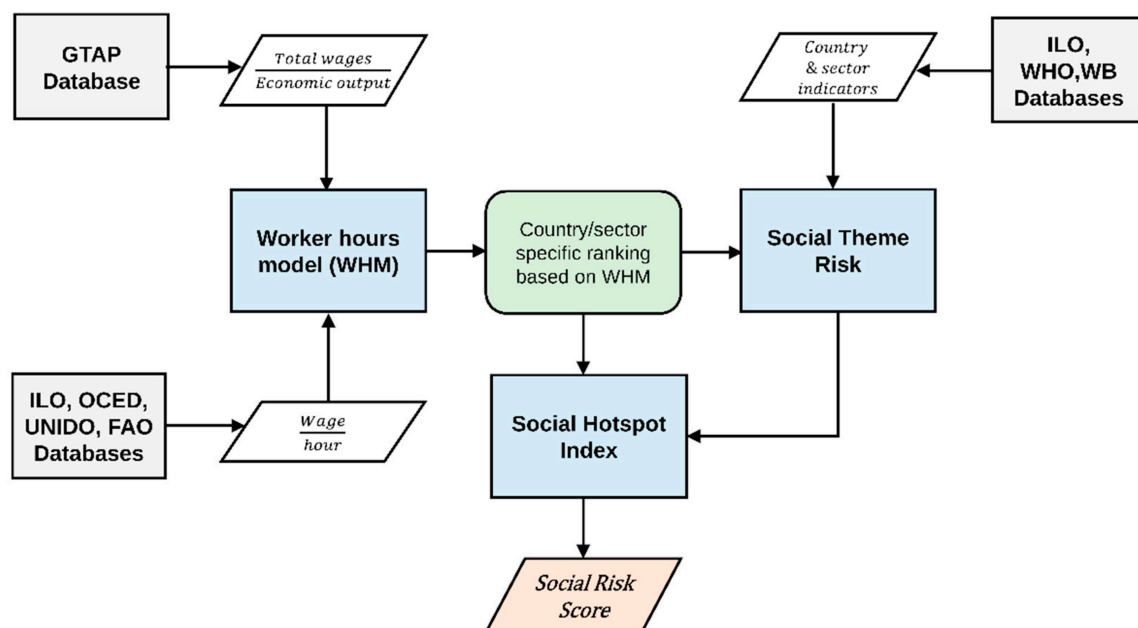 GTAP
Database
Total wages
Economic output
Country
& sector
indicators
ILO,
WHO,WB
Databases
Worker hours
model (WHM)
Country/sector
specific ranking
based on WHM
Social Theme
Risk
ILO, OCED,
UNIDO, FAO
Databases
Wage
hour
Social Hotspot
Index
Social Risk
Score